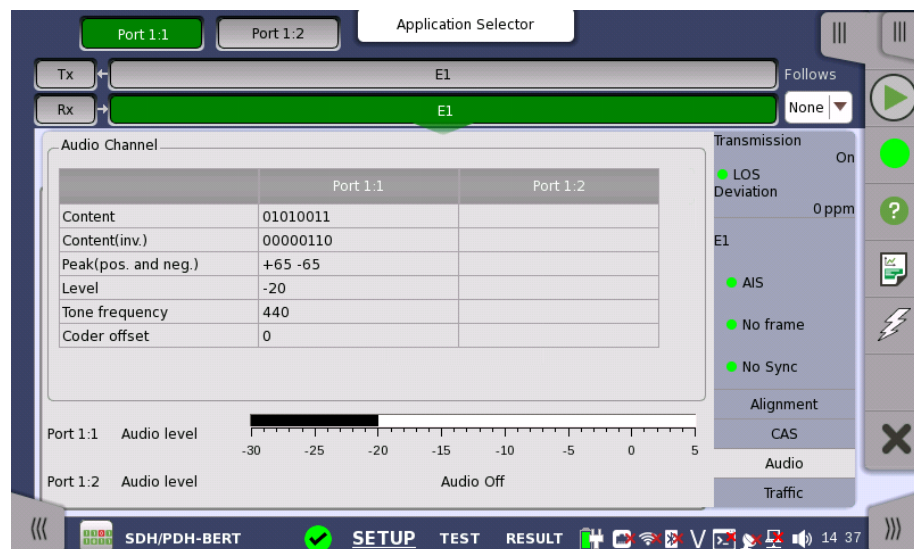 Application Selector
Port 1:1 Port 1:2
Tx E1 Follows
Rx E1 None
Audio Channel
Port 1:1 Port 1:2
Content 01010011
Content(inv.) 00000110
Peak(pos. and neg.) +65 -65
Level -20
Tone frequency 440
Coder offset 0
Port 1:1 Audio level
-30 -25 -20 -15 -10 -5 0 5
Port 1:2 Audio level Audio Off
Transmission
On
LOS
Deviation
0 ppm
E1
AIS
No frame
No Sync
Alignment
CAS
Audio
Traffic
SDH/PDH-BERT SETUP TEST RESULT V 14 37